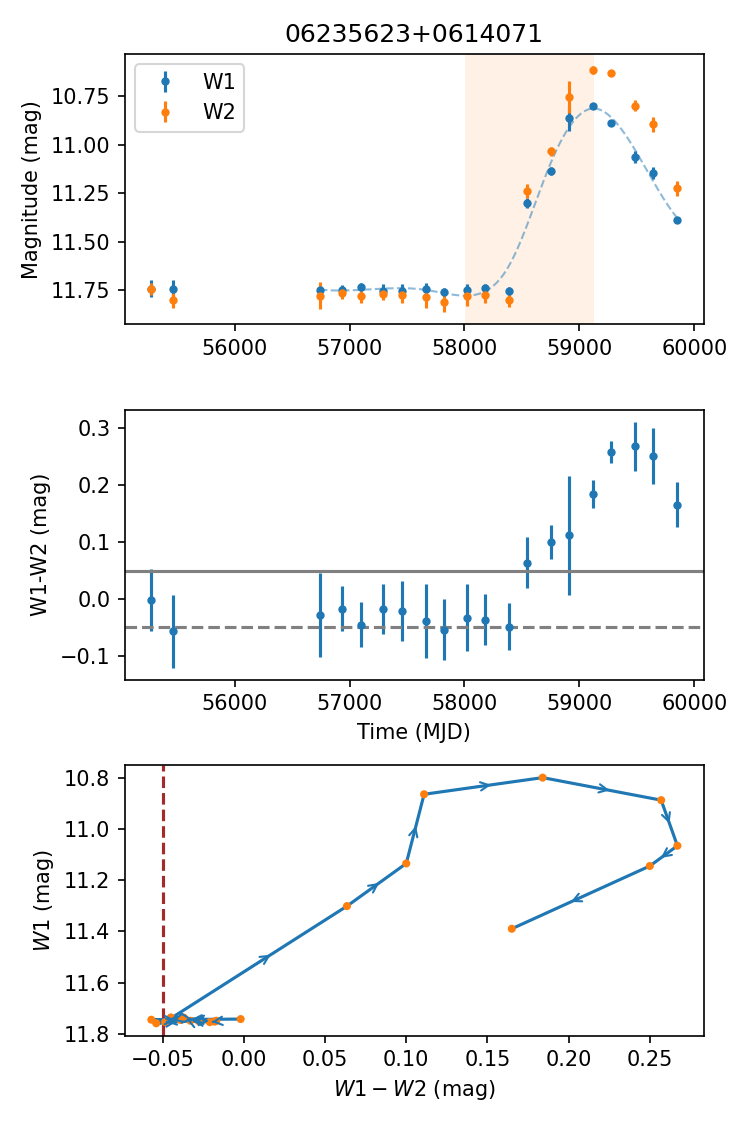 06235623+0614071
Magnitude (mag)
W1
W2
10.75
11.00
11.25
11.50
11.75
56000 57000 58000 59000 60000
W1-W2 (mag)
0.3
0.2
0.1
0.0
−0.1
56000 57000 58000 59000 60000
Time (MJD)
W1 (mag)
10.8
11.0
11.2
11.4
11.6
11.8
−0.05 0.00 0.05 0.10 0.15 0.20 0.25
W1 − W2 (mag)